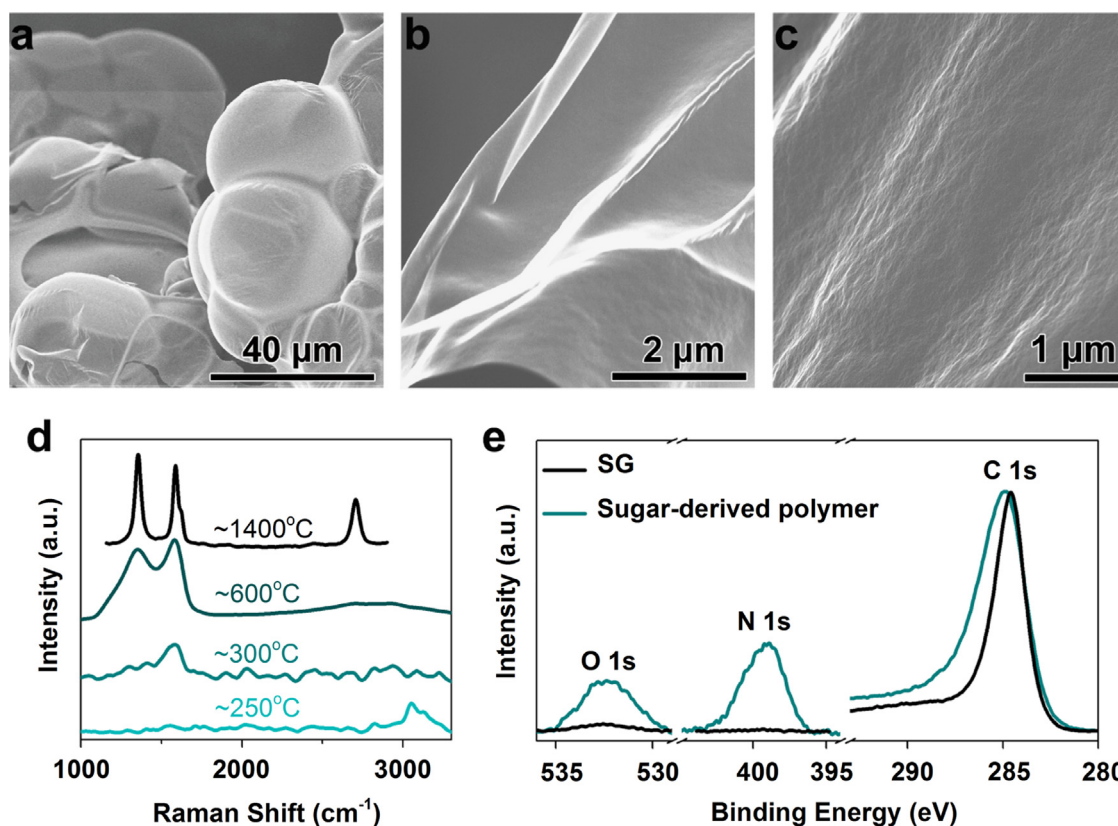 a
b
c
40 μm
2 μm
1 μm
d
~1400°C
~600°C
~300°C
~250°C
Intensity (a.u.)
1000
2000
3000
Raman Shift (cm⁻¹)
e
SG
Sugar-derived polymer
C 1s
N 1s
O 1s
Intensity (a.u.)
535
530
400
395
290
285
280
Binding Energy (eV)